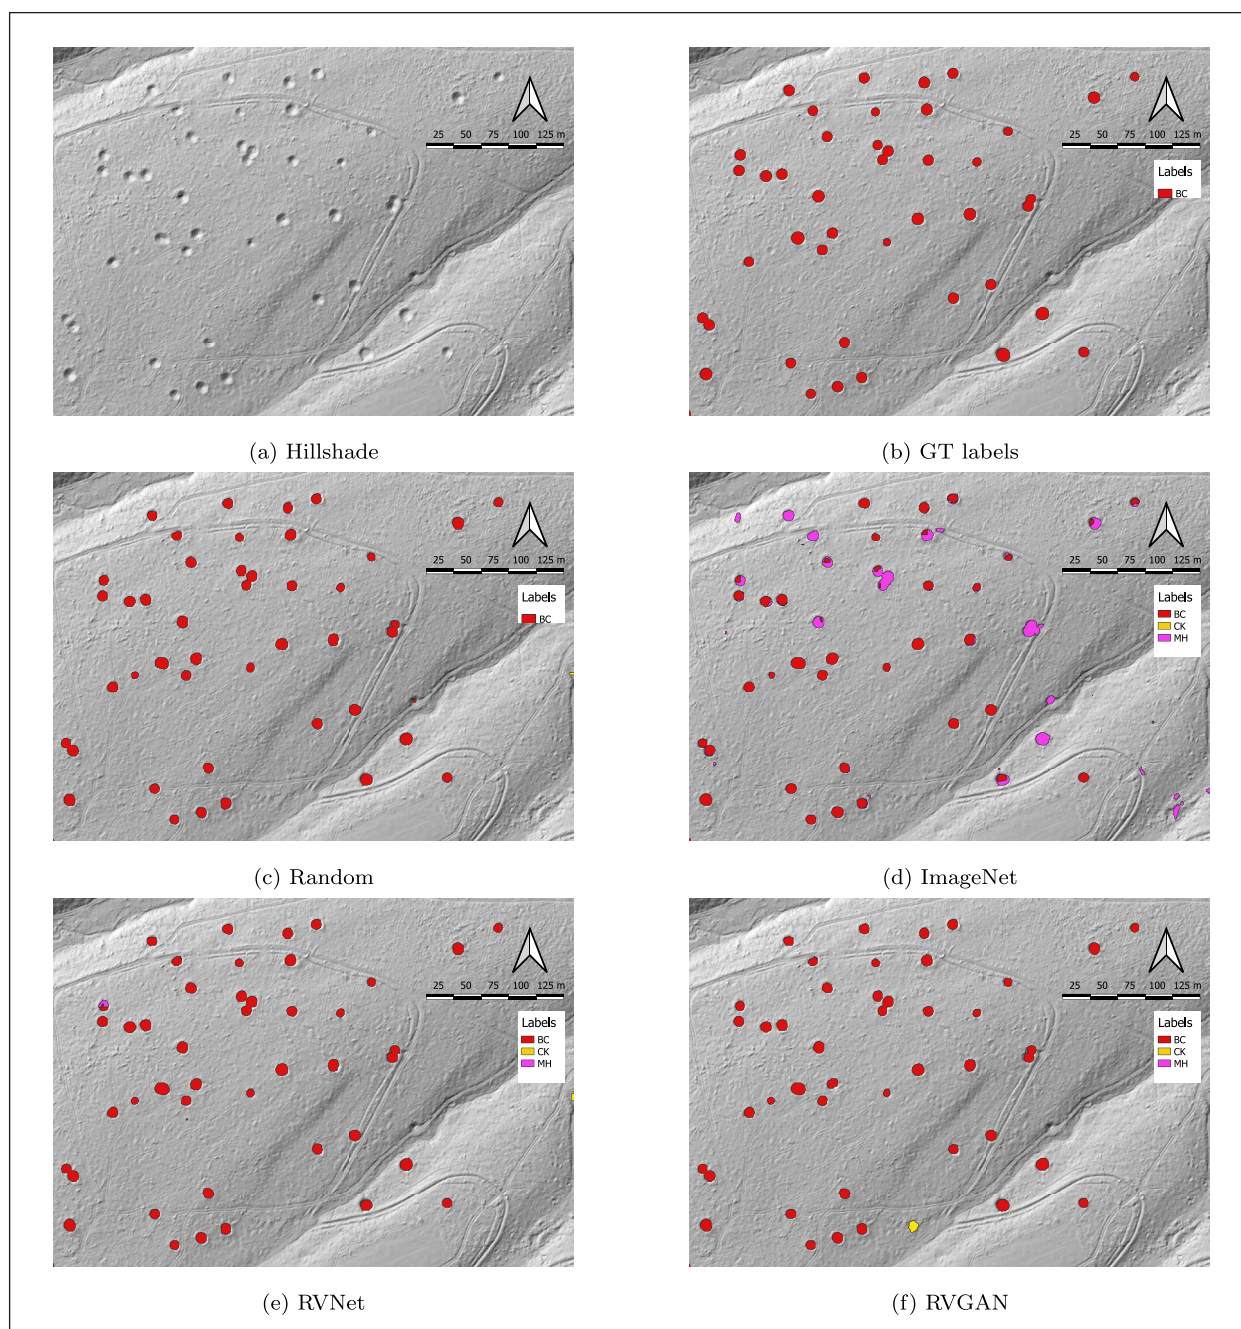 25 50 75 100 125 m
25 50 75 100 125 m
Labels
BC
(a) Hillshade
(b) GT labels
25 50 75 100 125 m
Labels
BC
25 50 75 100 125 m
Labels
BC
CK
MH
(c) Random
(d) ImageNet
25 50 75 100 125 m
Labels
BC
CK
MH
25 50 75 100 125 m
Labels
BC
CK
MH
(e) RVNet
(f) RVGAN